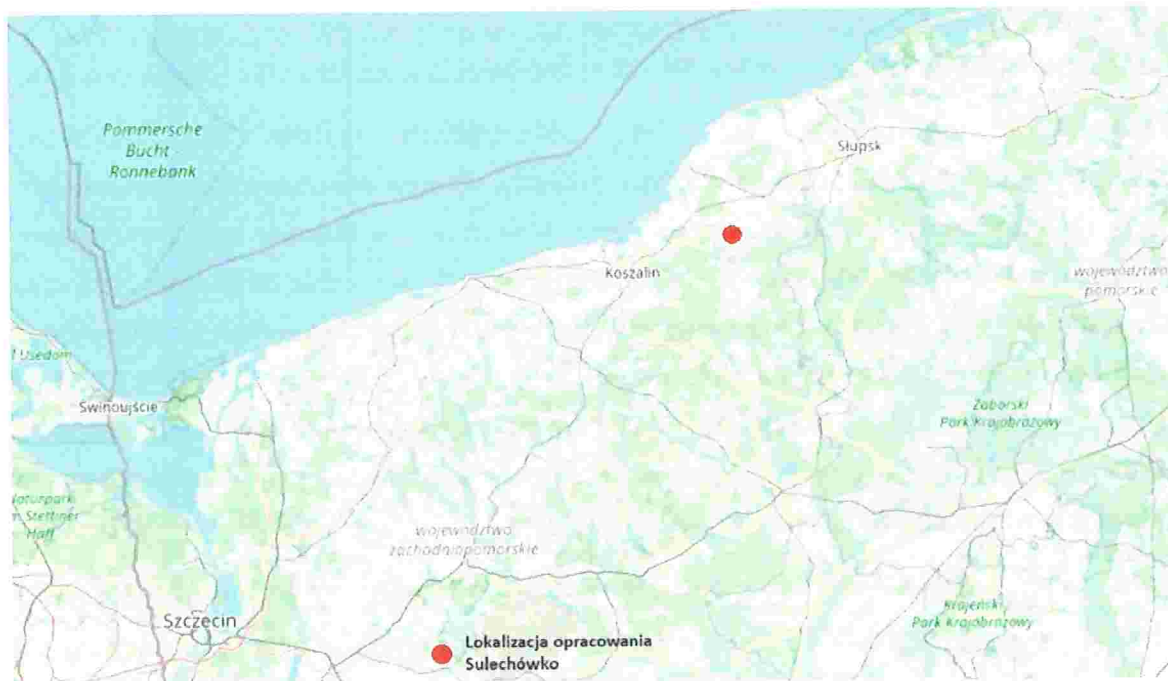 Pommersche
Bucht -
Rønnebank
Słupsk
Koszalin
województwo
pomorskie
Usedom
Świnoujście
Zaborski
Park Krajobrazowy
Naturpark
Stettiner
Haff
województwo
zachodniopomorskie
Szczecin
Krajeński
Park Krajobrazowy
Lokalizacja opracowania
Sulechówko